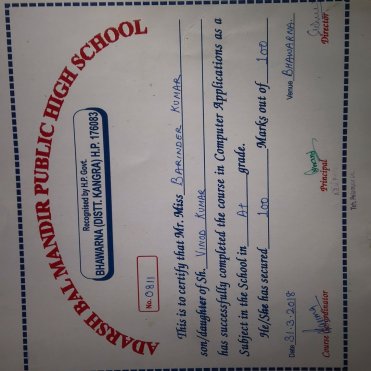 ADARSH BAL MANDIR PUBLIC HIGH SCHOOL
Recognised by H.P. Govt.
BHAWARNA (DISTT. KANGRA) H.P. 176083
No. 0811
This is to certify that Mr. Miss BARINDER KUMAR
son/daughter of Sh. VINOD KUMAR
has successfully completed the course in Computer Applications as a
Subject in the School in A+ grade.
He/She has secured 100 Marks out of 100
Date 31.3.2018 Venue BHAWARNA
Course Co-ordinator Principal Director